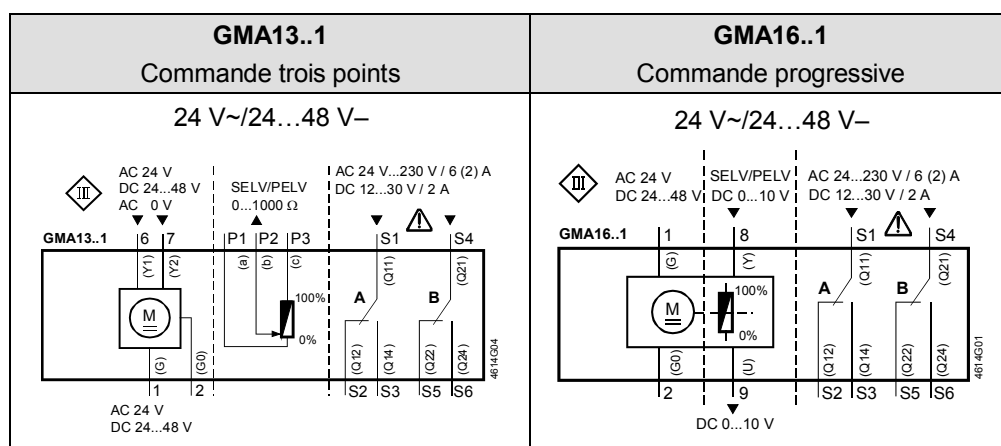 GMA13..1
Commande trois points
24 V~/24…48 V–
III
AC 24 V
DC 24...48 V
AC 0 V
SELV/PELV
0...1000 Ω
AC 24 V...230 V / 6 (2) A
DC 12...30 V / 2 A
GMA13..1
6 7 P1 P2 P3 S1 S4
(Y1) (Y2) (a) (b) (c) (Q11) (Q21)
M
100%
0%
A B
(G) (G0) (Q12) (Q14) (Q22) (Q24)
1 2 S2 S3 S5 S6
AC 24 V
DC 24...48 V
4614G04
GMA16..1
Commande progressive
24 V~/24…48 V–
III
AC 24 V
DC 24...48 V
SELV/PELV
DC 0...10 V
AC 24...230 V / 6 (2) A
DC 12...30 V / 2 A
GMA16..1
1 8 S1 S4
(G) (Y) (Q11) (Q21)
M
100%
0%
A B
(G0) (U) (Q12) (Q14) (Q22) (Q24)
2 9 S2 S3 S5 S6
DC 0...10 V
4614G01